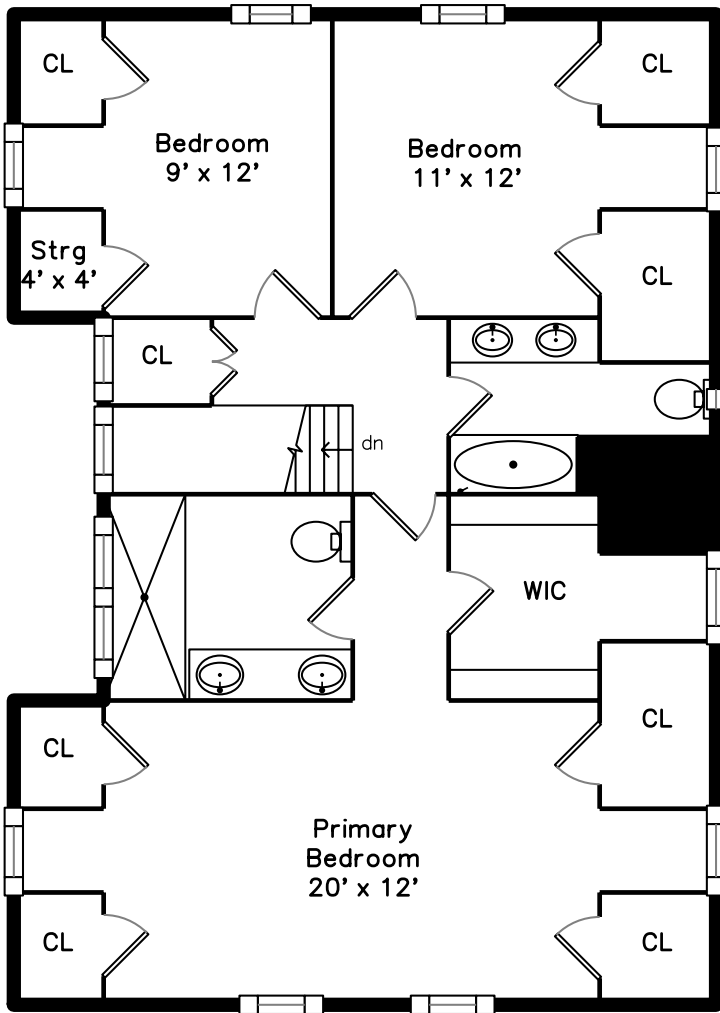 CL
CL
Bedroom
9' x 12'
Bedroom
11' x 12'
Strg
4' x 4'
CL
CL
dn
WIC
CL
CL
Primary
Bedroom
20' x 12'
CL
CL